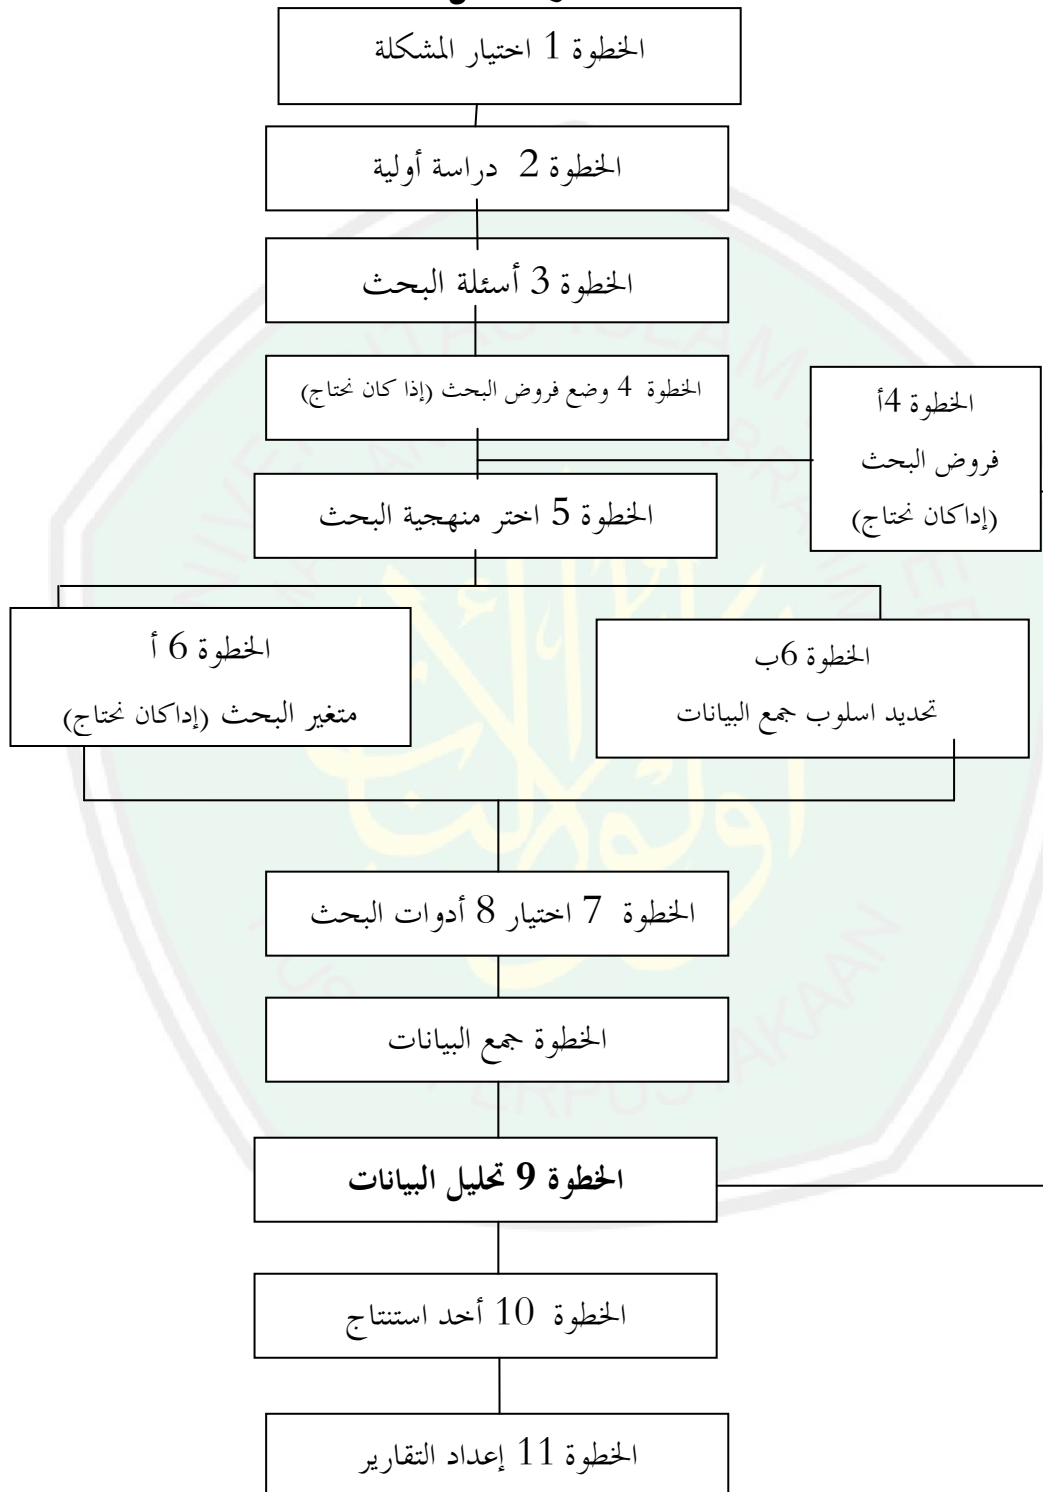 الخطوة 1 اختيار المشكلة
الخطوة 2 دراسة أولية
الخطوة 3 أسئلة البحث
الخطوة 4 وضع فروض البحث (إذا كان نحتاج)
الخطوة 4أ
فروض البحث
(إداكان نحتاج)
الخطوة 5 اختر منهجية البحث
الخطوة 6ب
تحديد اسلوب جمع البيانات
الخطوة 6 أ
متغير البحث (إداكان نحتاج)
الخطوة 7 اختيار 8 أدوات البحث
الخطوة جمع البيانات
الخطوة 9 تحليل البيانات
الخطوة 10 أخد استنتاج
الخطوة 11 إعداد التقارير
PERPUSTAKAAN